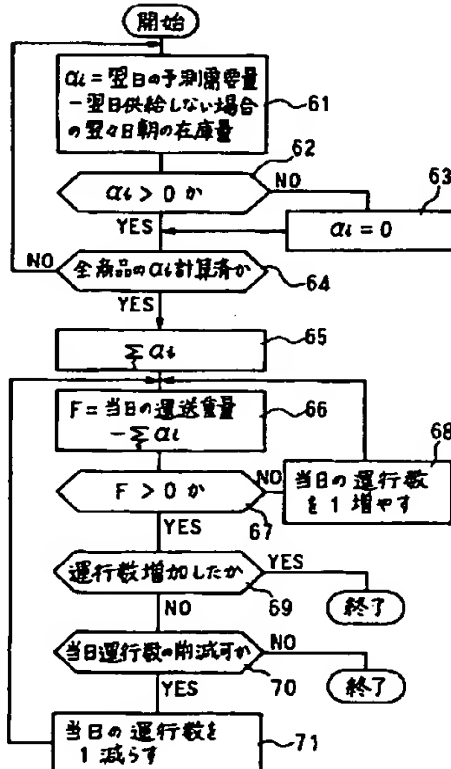 開始
αi=翌日の予測需要量
-翌日供給しない場合
の翌々日朝の在庫量
61
62
αi>0か
NO
63
YES
αi=0
NO
全商品のαi計算済か
64
YES
65
Σαi
F=当日の運送重量
-Σαi
66
68
F>0か
NO
当日の運行数
を1増やす
67
YES
運行数増加したか
YES
69
終了
NO
当日運行数の削減可か
NO
70
終了
YES
当日の運行数を
1減らす
71